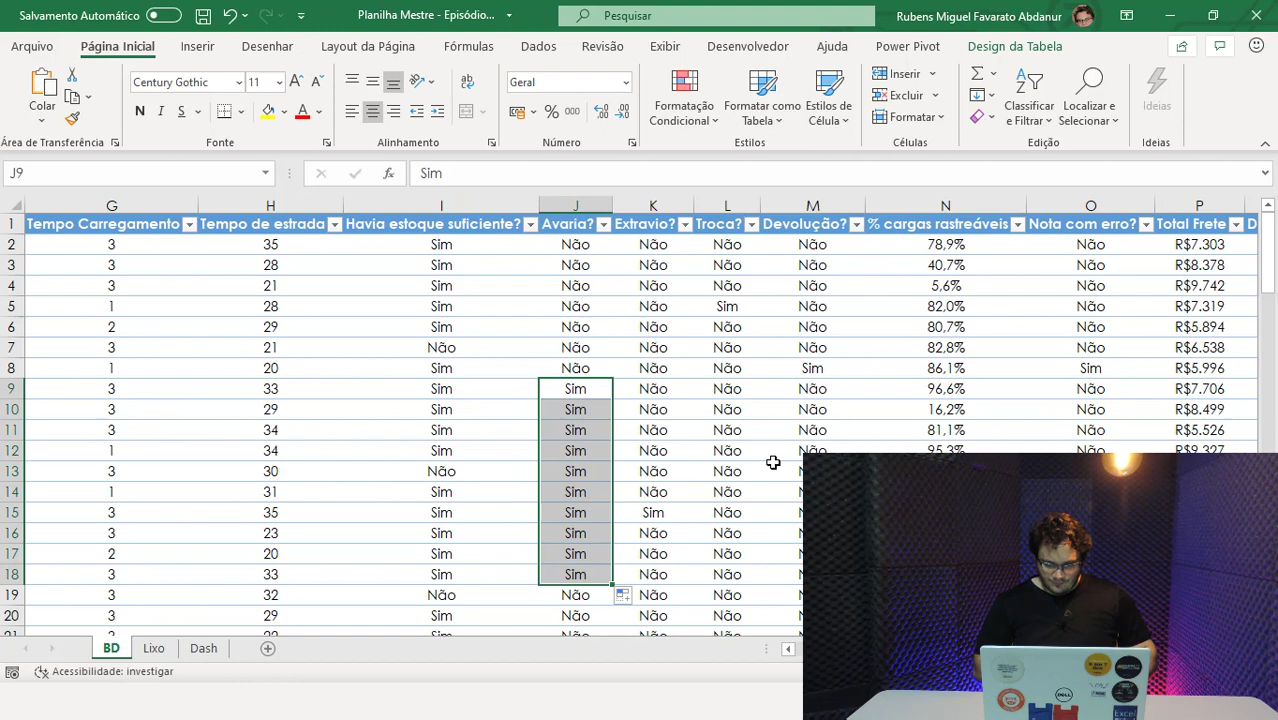 Salvamento Automático
Planilha Mestre - Episódio...
Pesquisar
Rubens Miguel Favarato Abdanur
Arquivo Página Inicial Inserir Desenhar Layout da Página Fórmulas Dados Revisão Exibir Desenvolvedor Ajuda Power Pivot Design da Tabela
Colar
Área de Transferência
Century Gothic 11
N I S
Fonte
Alinhamento
Geral
% 000
Número
Formatação Condicional
Formatar como Tabela
Estilos de Célula
Estilos
Inserir
Excluir
Formatar
Células
Classificar e Filtrar
Localizar e Selecionar
Edição
Ideias
Ideias
J9 fx Sim
G H I J K L M N O P
1 Tempo Carregamento Tempo de estrada Havia estoque suficiente? Avaria? Extravio? Troca? Devolução? % cargas rastreáveis Nota com erro? Total Frete D
2 3 35 Sim Não Não Não Não 78,9% Não R$7.303
3 3 28 Sim Não Não Não Não 40,7% Não R$8.378
4 3 21 Sim Não Não Não Não 5,6% Não R$9.742
5 1 28 Sim Não Não Sim Não 82,0% Não R$7.319
6 2 29 Sim Não Não Não Não 80,7% Não R$5.894
7 3 21 Não Não Não Não Não 82,8% Não R$6.538
8 1 20 Sim Não Não Não Sim 86,1% Sim R$5.996
9 3 33 Sim Sim Não Não Não 96,6% Não R$7.706
10 3 29 Sim Sim Não Não Não 16,2% Não R$8.499
11 3 34 Sim Sim Não Não Não 81,1% Não R$5.526
12 1 34 Sim Sim Não Não Não 95,3% Não R$9.327
13 3 30 Não Sim Não Não
14 1 31 Sim Sim Não Não
15 3 35 Sim Sim Sim Não
16 3 23 Sim Sim Não Não
17 2 20 Sim Sim Não Não
18 3 33 Sim Sim Não Não
19 3 32 Não Não Não Não
20 3 29 Sim Não Não Não
BD Lixo Dash
Acessibilidade: investigar
DELL